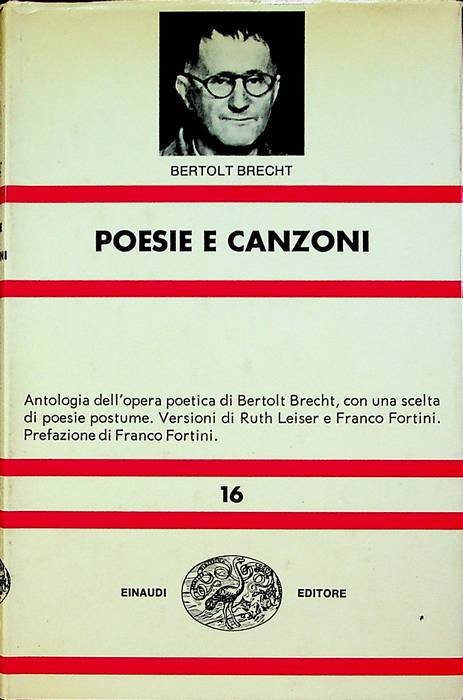 BERTOLT BRECHT
POESIE E CANZONI
Antologia dell'opera poetica di Bertolt Brecht, con una scelta
di poesie postume. Versioni di Ruth Leiser e Franco Fortini.
Prefazione di Franco Fortini.
16
EINAUDI EDITORE